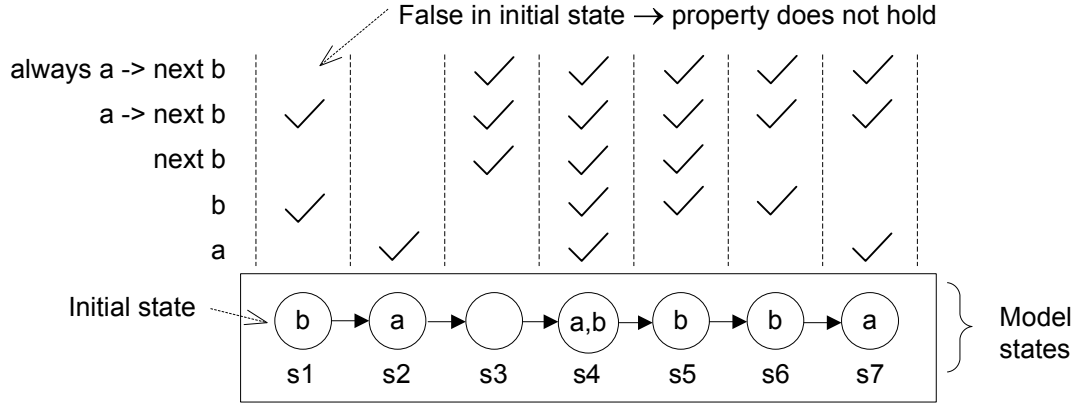 False in initial state → property does not hold
always a -> next b
a -> next b
next b
b
a
Initial state
b a a,b b b a
s1 s2 s3 s4 s5 s6 s7
Model
states